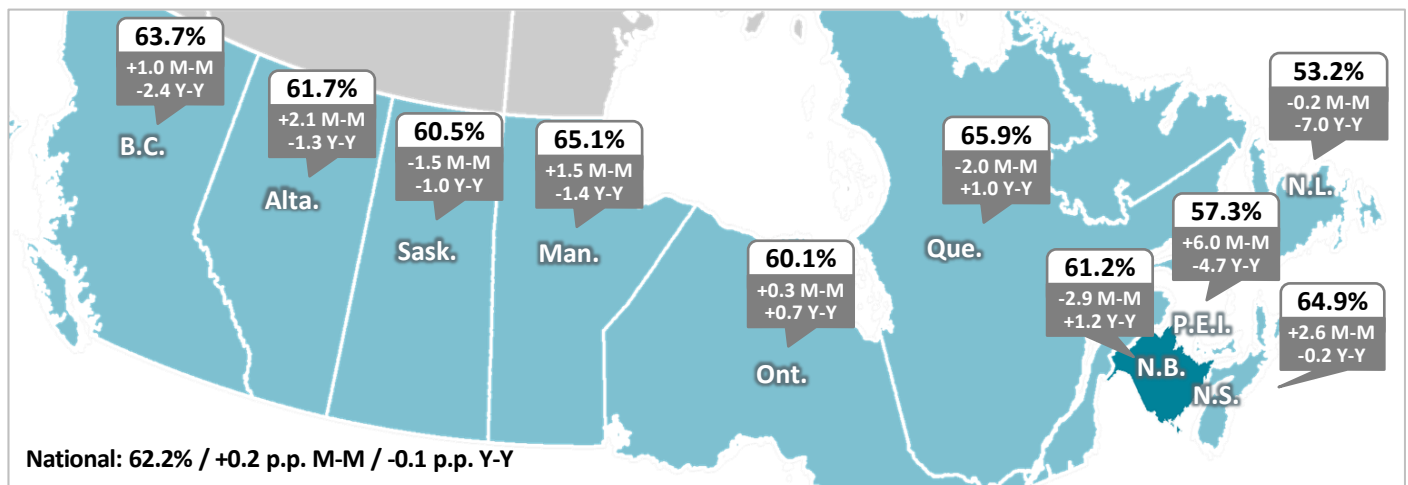 63.7%
+1.0 M-M
-2.4 Y-Y
B.C.
61.7%
+2.1 M-M
-1.3 Y-Y
Alta.
60.5%
-1.5 M-M
-1.0 Y-Y
Sask.
65.1%
+1.5 M-M
-1.4 Y-Y
Man.
60.1%
+0.3 M-M
+0.7 Y-Y
Ont.
65.9%
-2.0 M-M
+1.0 Y-Y
Que.
53.2%
-0.2 M-M
-7.0 Y-Y
N.L.
57.3%
+6.0 M-M
-4.7 Y-Y
P.E.I.
61.2%
-2.9 M-M
+1.2 Y-Y
N.B.
64.9%
+2.6 M-M
-0.2 Y-Y
N.S.
National: 62.2% / +0.2 p.p. M-M / -0.1 p.p. Y-Y